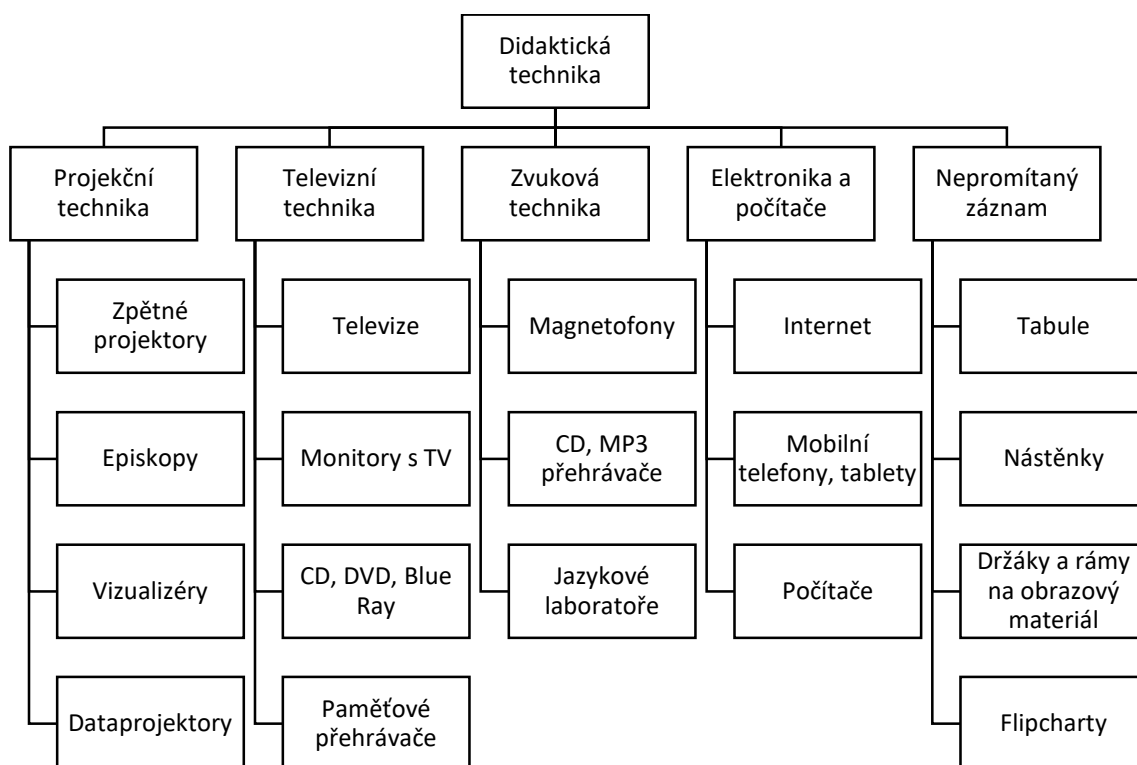 Didaktická
technika
Projekční
technika
Televizní
technika
Zvuková
technika
Elektronika a
počítače
Nepromítaný
záznam
Zpětné
projektory
Episkopy
Vizualizéry
Dataprojektory
Televize
Monitory s TV
CD, DVD, Blue
Ray
Paměťové
přehrávače
Magnetofony
CD, MP3
přehrávače
Jazykové
laboratoře
Internet
Mobilní
telefony, tablety
Počítače
Tabule
Nástěnky
Držáky a rámy
na obrazový
materiál
Flipcharty